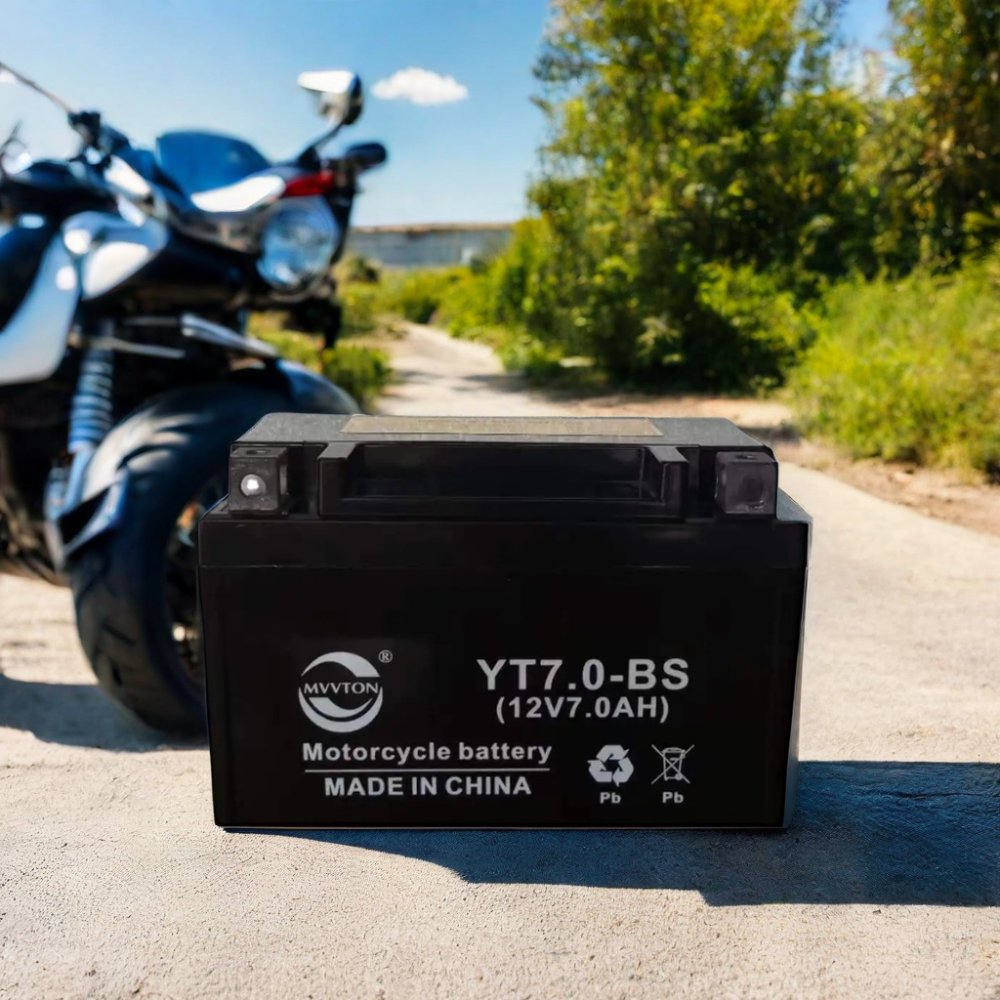 MVVTON ®
YT7.0-BS
(12V7.0AH)
Motorcycle battery
MADE IN CHINA
Pb
Pb